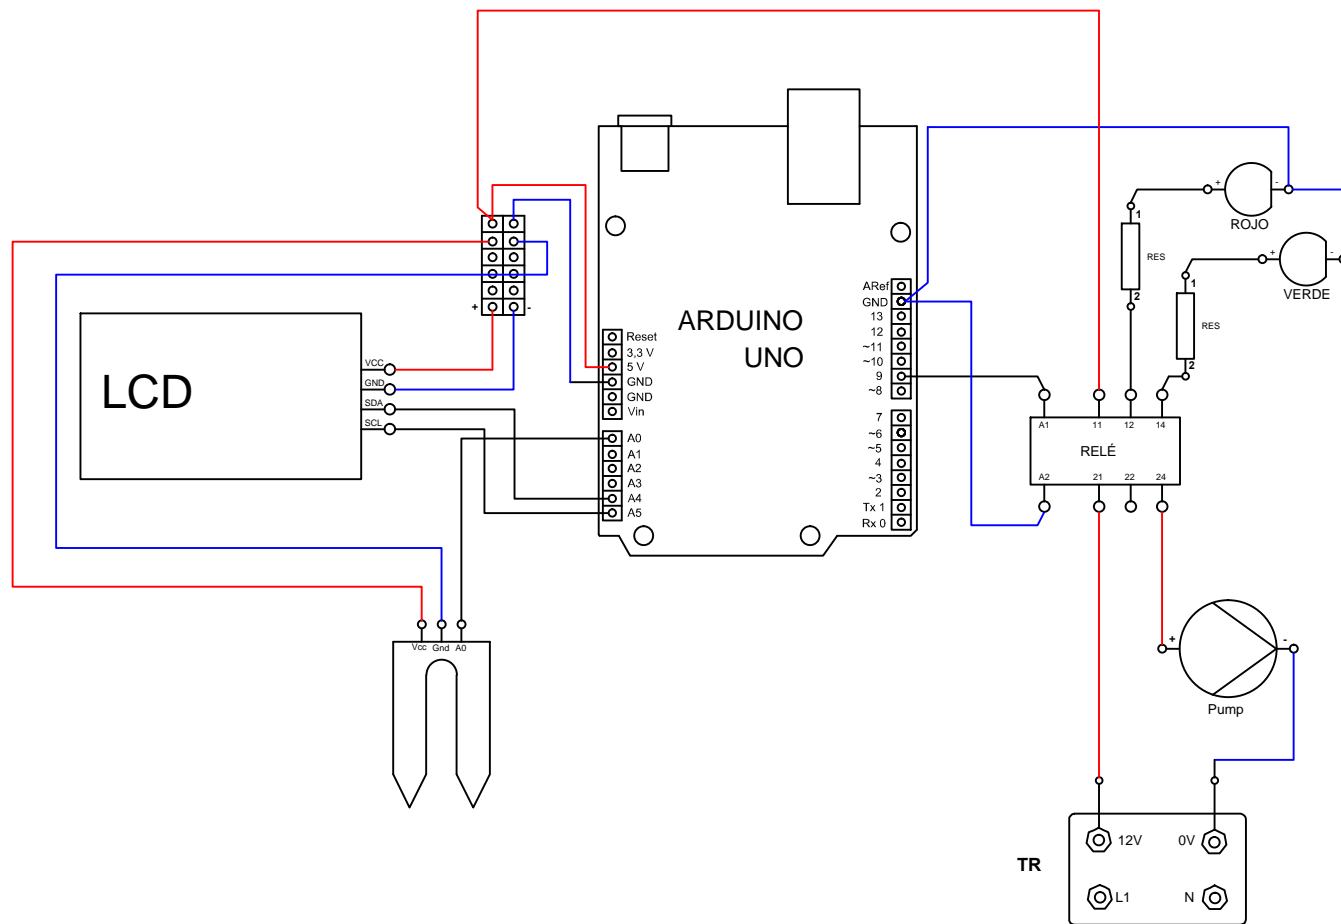 + -
ROJO
+ -
VERDE
1
RES
2
1
RES
2
+ -
LCD
VCC
GND
SDA
SCL
ARDUINO
UNO
Reset
3,3 V
5 V
GND
GND
Vin
A0
A1
A2
A3
A4
A5
ARef
GND
13
12
~11
~10
9
~8
7
~6
~5
4
~3
2
Tx 1
Rx 0
A1 11 12 14
RELÉ
A2 21 22 24
Vcc Gnd A0
+ -
Pump
TR
12V 0V
L1 N